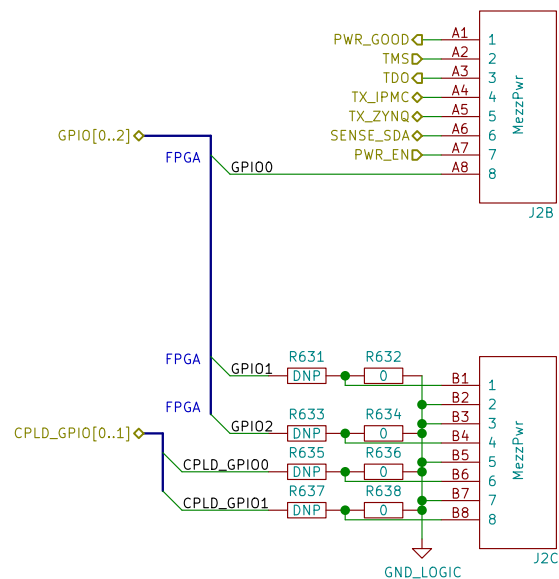 PWR_GOOD A1 1
TMS A2 2
TDO A3 3
TX_IPMC A4 4
TX_ZYNQ A5 5
SENSE_SDA A6 6
PWR_EN A7 7
GPIO0 A8 8
MezzPwr
J2B
GPIO[0..2]
FPGA
FPGA
GPIO1 R631 DNP R632 0
FPGA
GPIO2 R633 DNP R634 0
CPLD_GPIO[0..1]
CPLD_GPIO0 R635 DNP R636 0
CPLD_GPIO1 R637 DNP R638 0
B1 1
B2 2
B3 3
B4 4
B5 5
B6 6
B7 7
B8 8
MezzPwr
J2C
GND_LOGIC